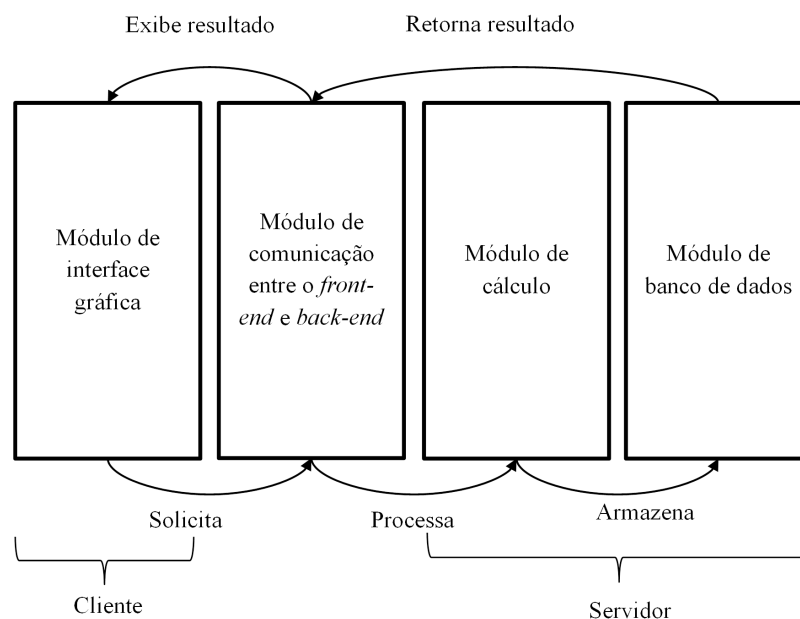 Exibe resultado
Retorna resultado
Módulo de
interface
gráfica
Módulo de
comunicação
entre o front-
end e back-end
Módulo de
cálculo
Módulo de
banco de dados
Solicita
Processa
Armazena
Cliente
Servidor